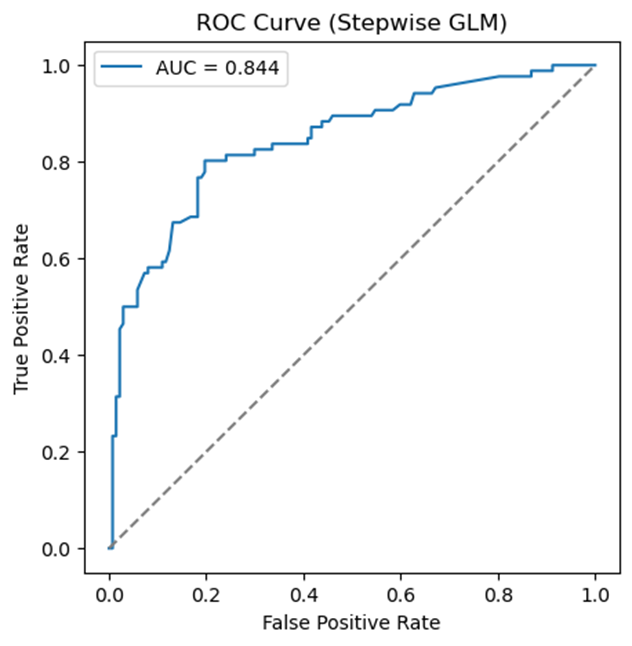 ROC Curve (Stepwise GLM)
AUC = 0.844
1.0
0.8
0.6
0.4
0.2
0.0
True Positive Rate
0.0 0.2 0.4 0.6 0.8 1.0
False Positive Rate